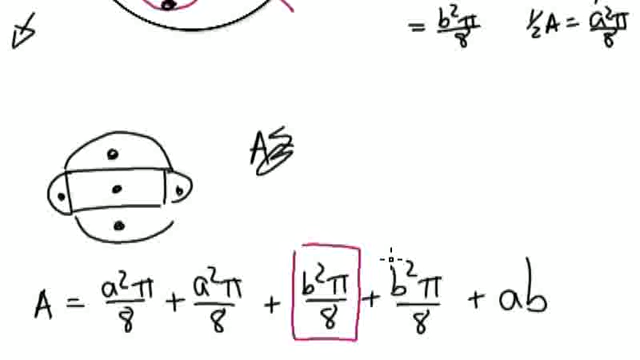 = b²π/8   ½A = a²π/8
A
A = a²π/8 + a²π/8 + b²π/8 + b²π/8 + ab